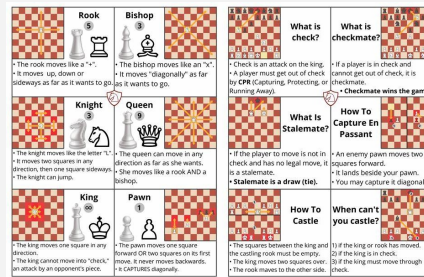 Rook
5
• The rook moves like a "+".
• It moves up, down or
sideways as far as it wants to go.
Bishop
3
• The bishop moves like an "x".
• It moves "diagonally" as far
as it wants to go.
What is
check?
• Check is an attack on the king.
• A player must get out of check
by CPR (Capturing, Protecting, or
Running Away).
What is
checkmate?
• If a player is in check and
cannot get out of check, it is
checkmate.
• Checkmate wins the gam
Knight
3
• The knight moves like the letter "L".
• It moves two squares in any
direction, then one square sideways.
• The knight can jump.
Queen
9
• The queen can move in any
direction as far as she wants.
• She moves like a rook AND a
bishop.
What Is
Stalemate?
• If the player to move is not in
check and has no legal move, it
is a stalemate.
• Stalemate is a draw (tie).
How To
Capture En
Passant
• An enemy pawn moves two
squares forward.
• It lands beside your pawn.
• You may capture it diagonal
King
∞
• The king moves one square in any
direction.
• The king cannot move into "check,"
an attack by an opponent's piece.
Pawn
1
• The pawn moves one square
forward OR two squares on its first
move. It never moves backwards.
• It CAPTURES diagonally.
How To
Castle
• The squares between the king and
the castling rook must be empty.
• The king moves two squares over.
• The rook moves to the other side.
When can't
you castle?
1) if the king or rook has moved.
2) if the king is in check.
3) if the king must move through
check.